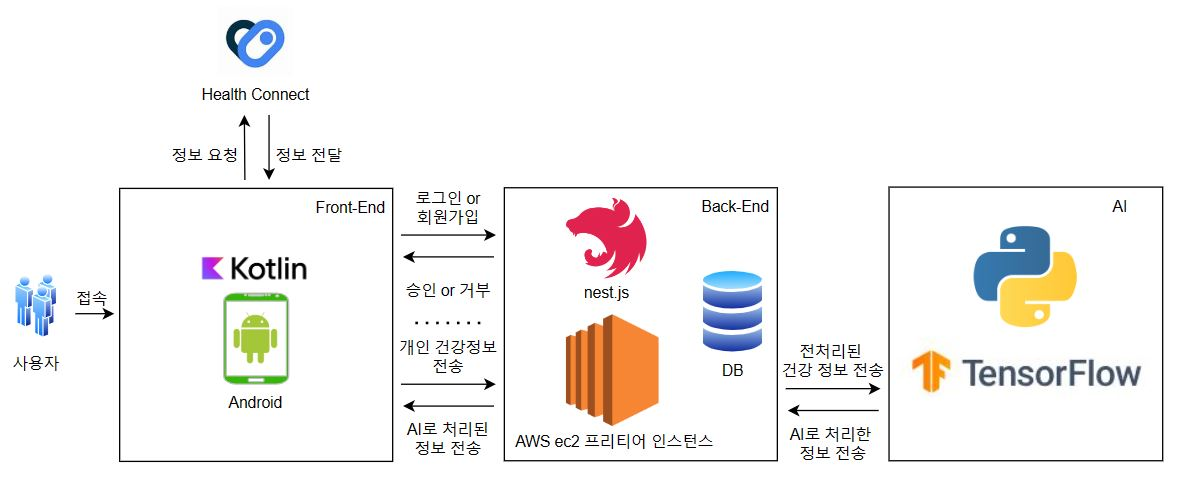 Health Connect
정보 요청
정보 전달
Front-End
Kotlin
Android
사용자
접속
로그인 or
회원가입
승인 or 거부
.......
개인 건강정보
전송
AI로 처리된
정보 전송
Back-End
nest.js
DB
AWS ec2 프리티어 인스턴스
전처리된
건강 정보 전송
AI로 처리한
정보 전송
AI
TensorFlow